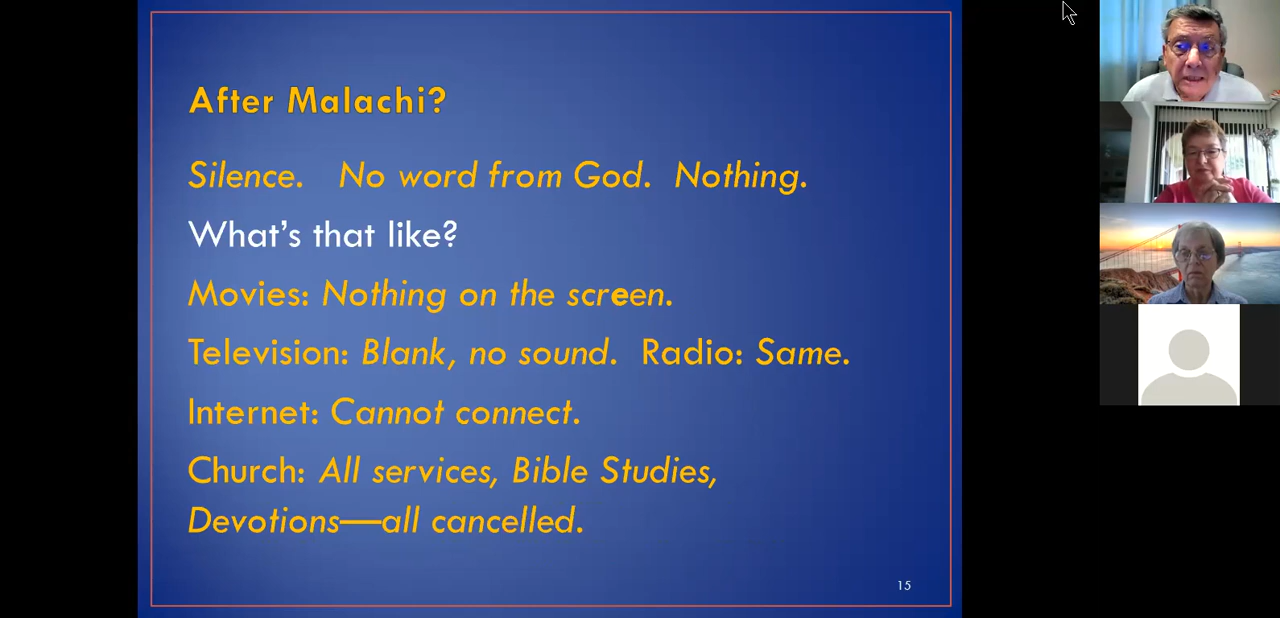 After Malachi?
Silence. No word from God. Nothing.
What's that like?
Movies: Nothing on the screen.
Television: Blank, no sound. Radio: Same.
Internet: Cannot connect.
Church: All services, Bible Studies,
Devotions—all cancelled.
15